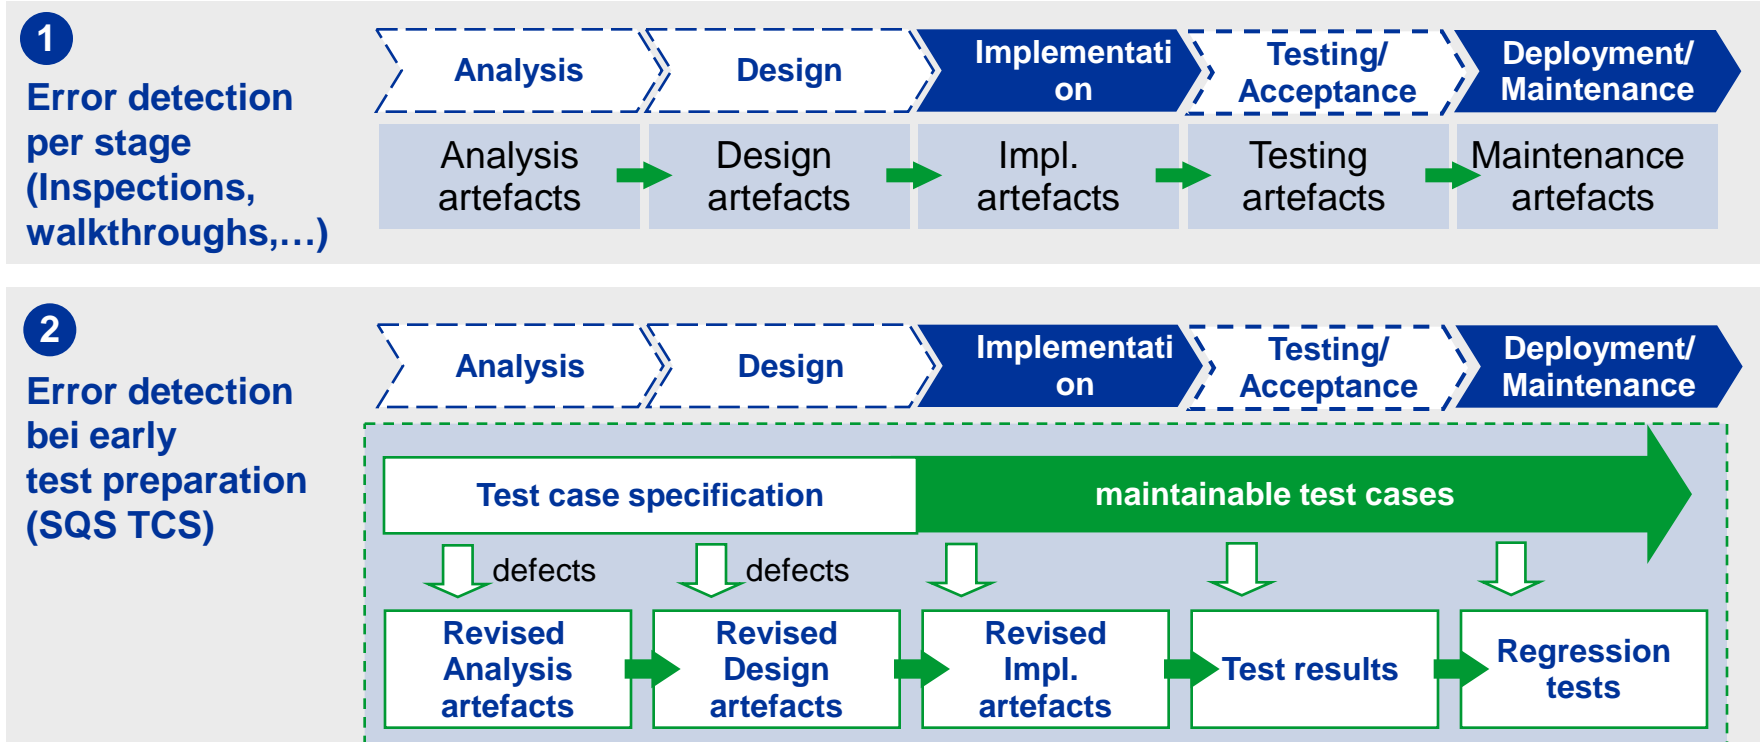 1
Error detection
per stage
(Inspections,
walkthroughs,...)
Analysis
Design
Implementati
on
Testing/
Acceptance
Deployment/
Maintenance
Analysis
artefacts
Design
artefacts
Impl.
artefacts
Testing
artefacts
Maintenance
artefacts
2
Error detection
bei early
test preparation
(SQS TCS)
Analysis
Design
Implementati
on
Testing/
Acceptance
Deployment/
Maintenance
Test case specification
maintainable test cases
defects
defects
Revised
Analysis
artefacts
Revised
Design
artefacts
Revised
Impl.
artefacts
Test results
Regression
tests